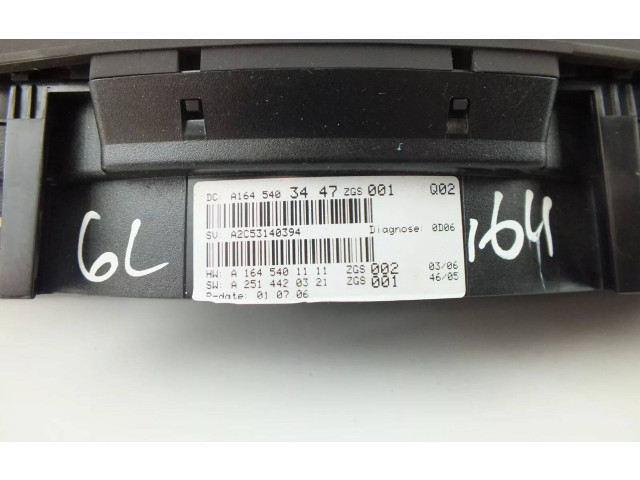 DC: A164 540 34 47 ZGS 001 Q02
SV: A2C53140394 Diagnose: 0D06
HW: A 164 540 11 11 ZGS 002 03/06
SW: A 251 442 03 21 ZGS 001 46/05
P-date: 01 07 06
GL
164